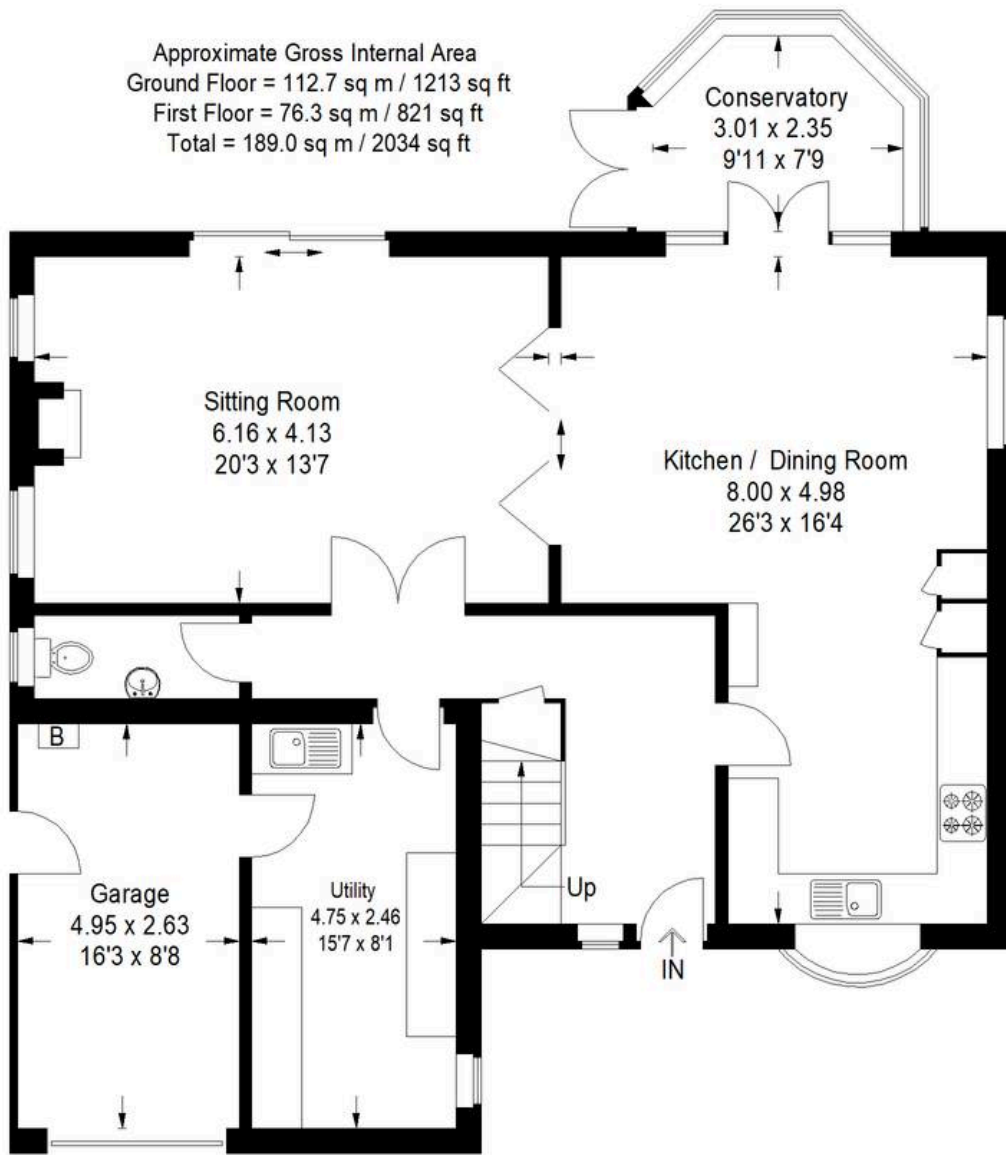 Approximate Gross Internal Area
Ground Floor = 112.7 sq m / 1213 sq ft
First Floor = 76.3 sq m / 821 sq ft
Total = 189.0 sq m / 2034 sq ft
Conservatory
3.01 x 2.35
9'11 x 7'9
Sitting Room
6.16 x 4.13
20'3 x 13'7
Kitchen / Dining Room
8.00 x 4.98
26'3 x 16'4
B
Garage
4.95 x 2.63
16'3 x 8'8
Utility
4.75 x 2.46
15'7 x 8'1
Up
IN